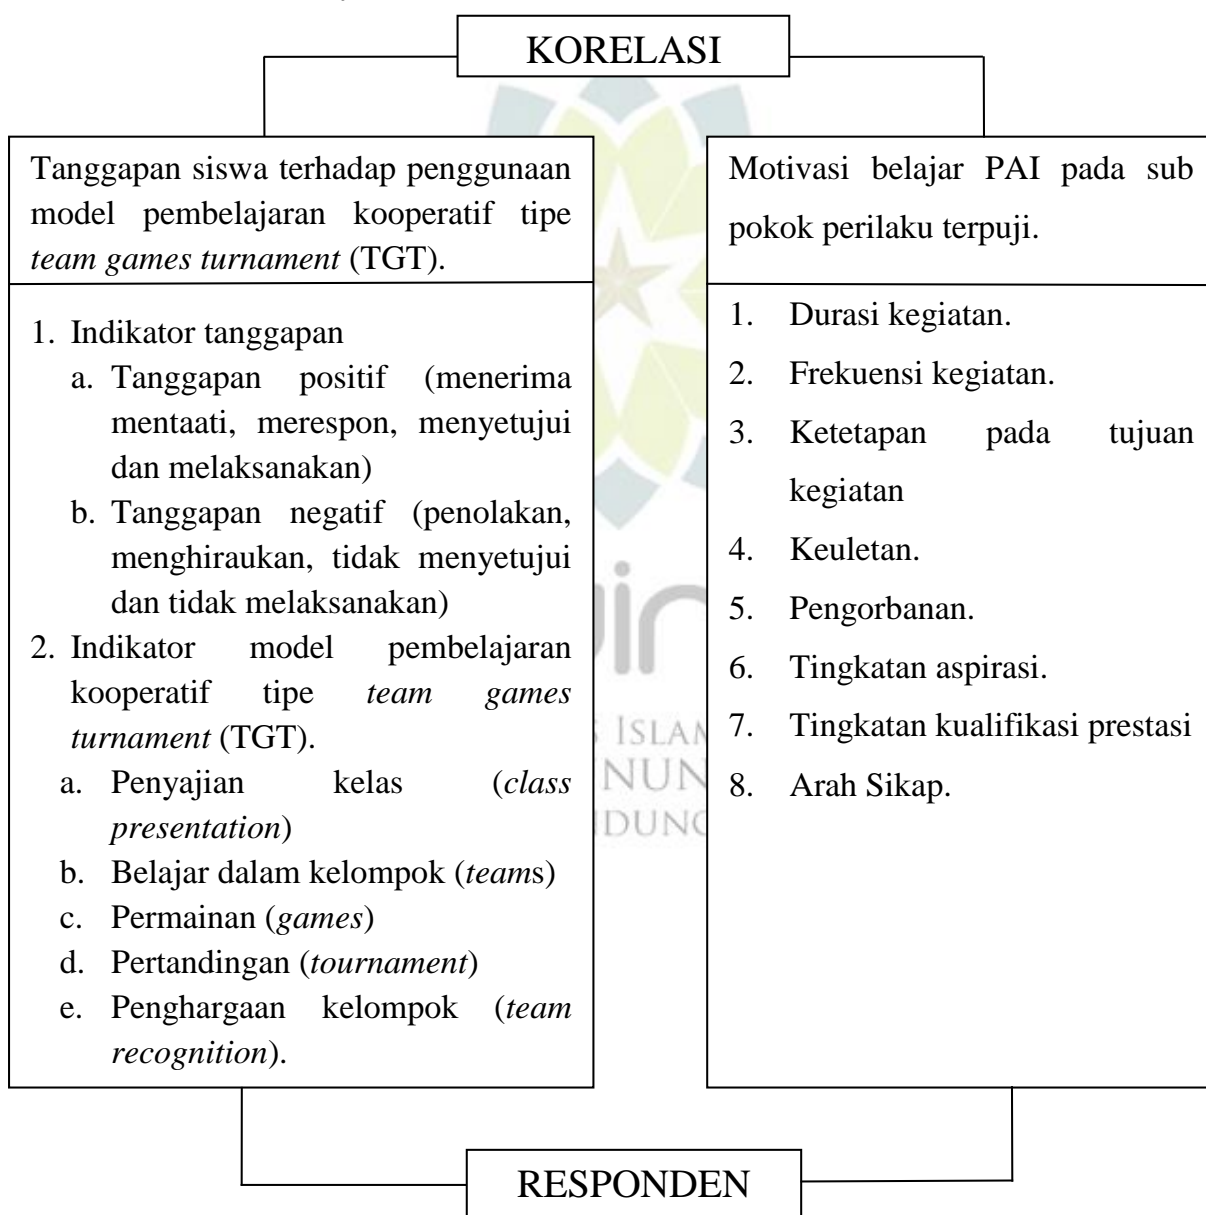 KORELASI
Tanggapan siswa terhadap penggunaan
model pembelajaran kooperatif tipe
team games turnament (TGT).
1. Indikator tanggapan
a. Tanggapan positif (menerima
mentaati, merespon, menyetujui
dan melaksanakan)
b. Tanggapan negatif (penolakan,
menghiraukan, tidak menyetujui
dan tidak melaksanakan)
2. Indikator model pembelajaran
kooperatif tipe team games
turnament (TGT).
a. Penyajian kelas (class
presentation)
b. Belajar dalam kelompok (teams)
c. Permainan (games)
d. Pertandingan (tournament)
e. Penghargaan kelompok (team
recognition).
Motivasi belajar PAI pada sub
pokok perilaku terpuji.
1. Durasi kegiatan.
2. Frekuensi kegiatan.
3. Ketetapan pada tujuan
kegiatan
4. Keuletan.
5. Pengorbanan.
6. Tingkatan aspirasi.
7. Tingkatan kualifikasi prestasi
8. Arah Sikap.
RESPONDEN